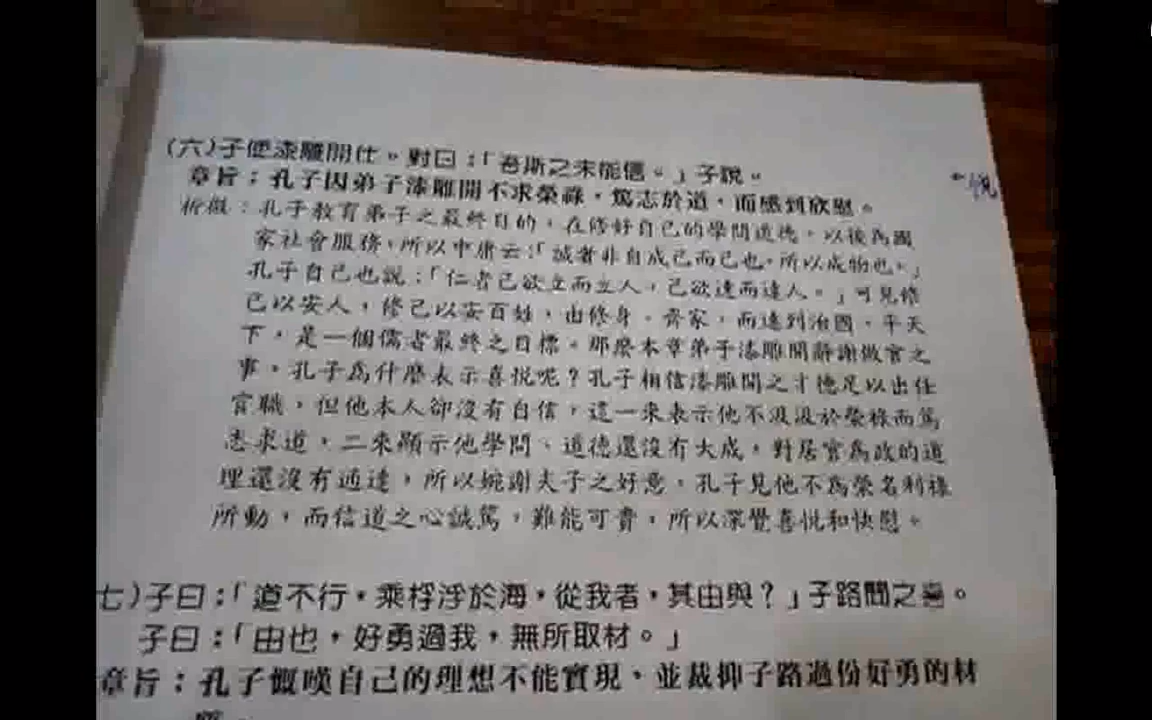 (六)子使漆雕開仕。對曰:「吾斯之未能信。」子說。
悅
章旨:孔子因弟子漆雕開不求榮祿,篤志於道,而感到欣慰。
析微:孔子教育弟子之最終目的,在修好自己的學問道德,以後為國
家社會服務,所以中庸云:「誠者非自成己而已也,所以成物也。」
孔子自己也說:「仁者己欲立而立人,己欲達而達人。」可見修
己以安人,修己以安百姓,由修身、齊家,而達到治國、平天
下,是一個儒者最終之目標。那麼本章弟子漆雕開辭謝做官之
事,孔子為什麼表示喜悅呢?孔子相信漆雕開之才德足以出任
官職,但他本人卻沒有自信,這一來表示他不汲汲於榮祿而篤
志求道,二來顯示他學問、道德還沒有大成,對居官為政的道
理還沒有通達,所以婉謝夫子之好意,孔子見他不為榮名利祿
所動,而信道之心誠篤,難能可貴,所以深覺喜悅和快慰。
七)子曰:「道不行,乘桴浮於海,從我者,其由與?」子路聞之喜。
子曰:「由也,好勇過我,無所取材。」
章旨:孔子慨嘆自己的理想不能實現,並裁抑子路過份好勇的材